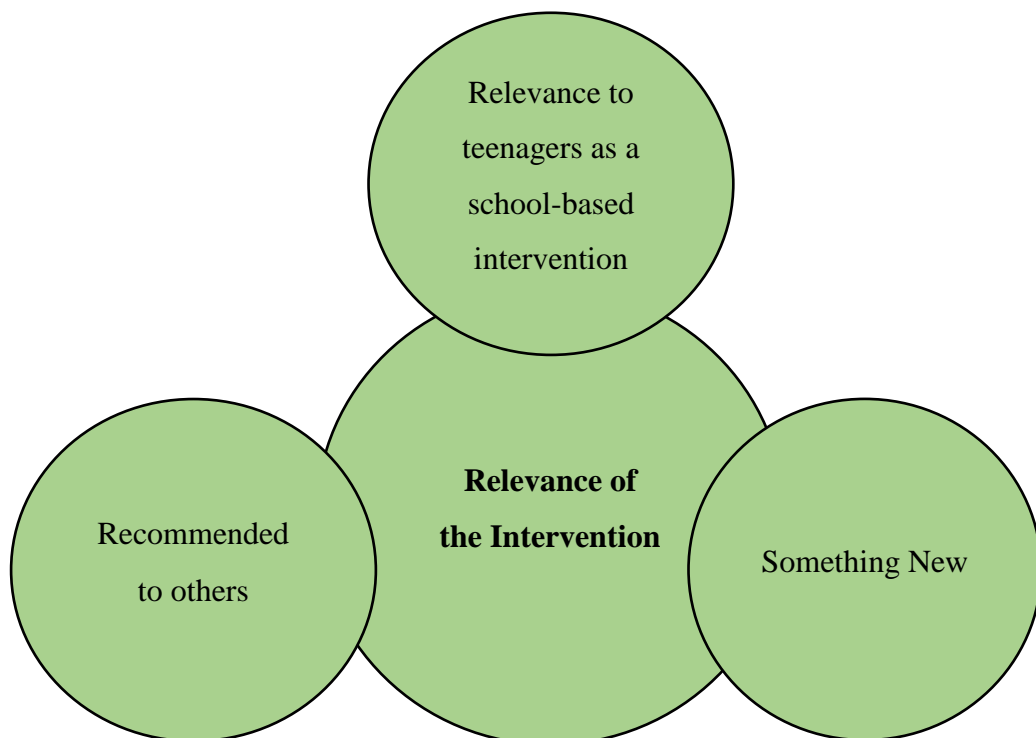 Relevance to
teenagers as a
school-based
intervention
Relevance of
the Intervention
Recommended
to others
Something New